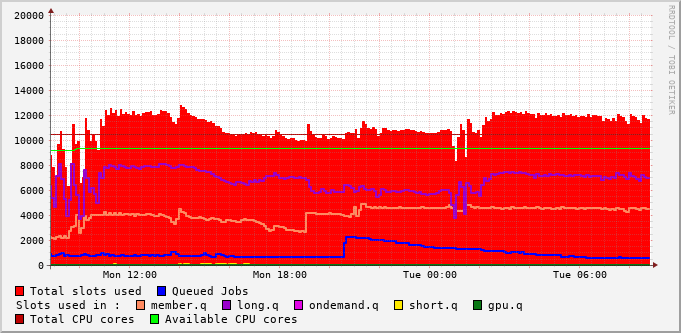 20000
18000
16000
14000
12000
10000
8000
6000
4000
2000
0
Mon 12:00 Mon 18:00 Tue 00:00 Tue 06:00
RRDTOOL / TOBI OETIKER
Total slots used Queued Jobs
Slots used in : member.q long.q ondemand.q short.q gpu.q
Total CPU cores Available CPU cores